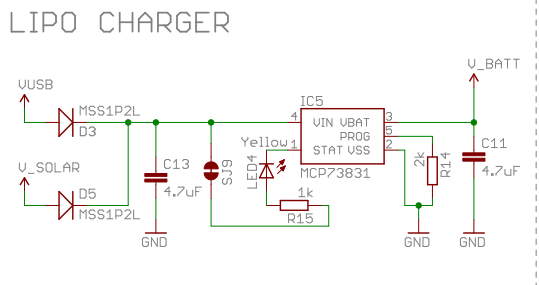 LIPO CHARGER
V_BATT
VUSB
MSS1P2L
D3
IC5
4 VIN VBAT 3
PROG 5
1 STAT VSS 2
MCP73831
Yellow
LED4
C13
4.7uF
SJ9
1k
R15
2k
R14
C11
4.7uF
V_SOLAR
D5
MSS1P2L
GND
GND
GND